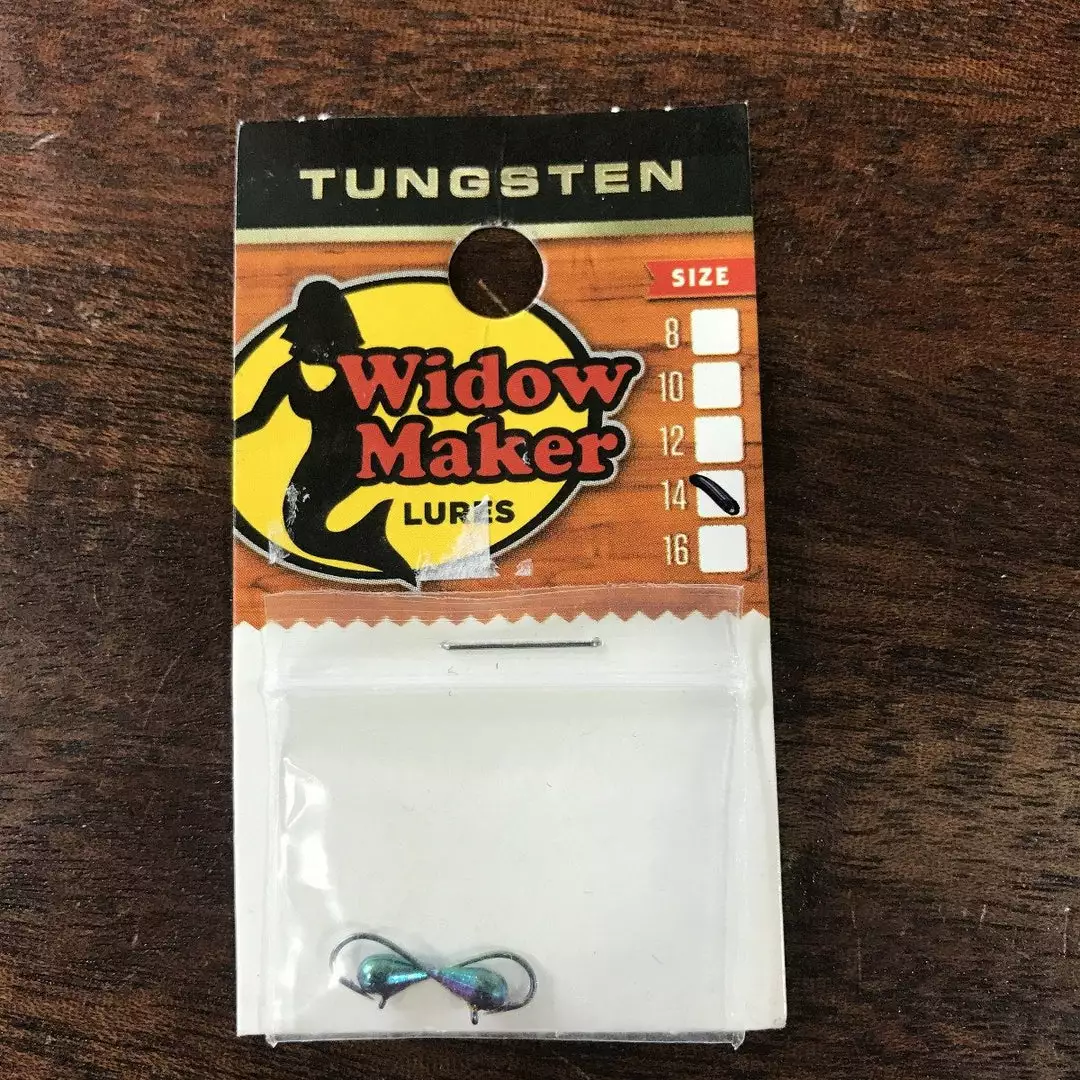 TUNGSTEN
SIZE
Widow
Maker
LURES
8
10
12
14
16